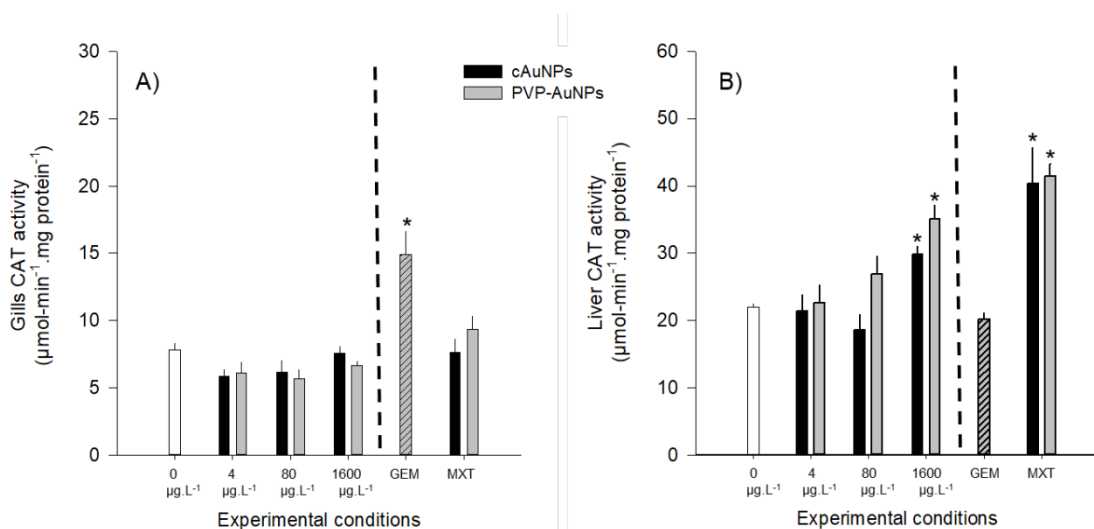 A)
Gills CAT activity
(µmol-min⁻¹.mg protein⁻¹)
30
25
20
15
10
5
0
*
0 4 80 1600 GEM MXT
µg.L⁻¹ µg.L⁻¹ µg.L⁻¹ µg.L⁻¹
Experimental conditions
cAuNPs
PVP-AuNPs
B)
Liver CAT activity
(µmol-min⁻¹.mg protein⁻¹)
60
50
40
30
20
10
0
* * * *
0 4 80 1600 GEM MXT
µg.L⁻¹ µg.L⁻¹ µg.L⁻¹ µg.L⁻¹
Experimental conditions